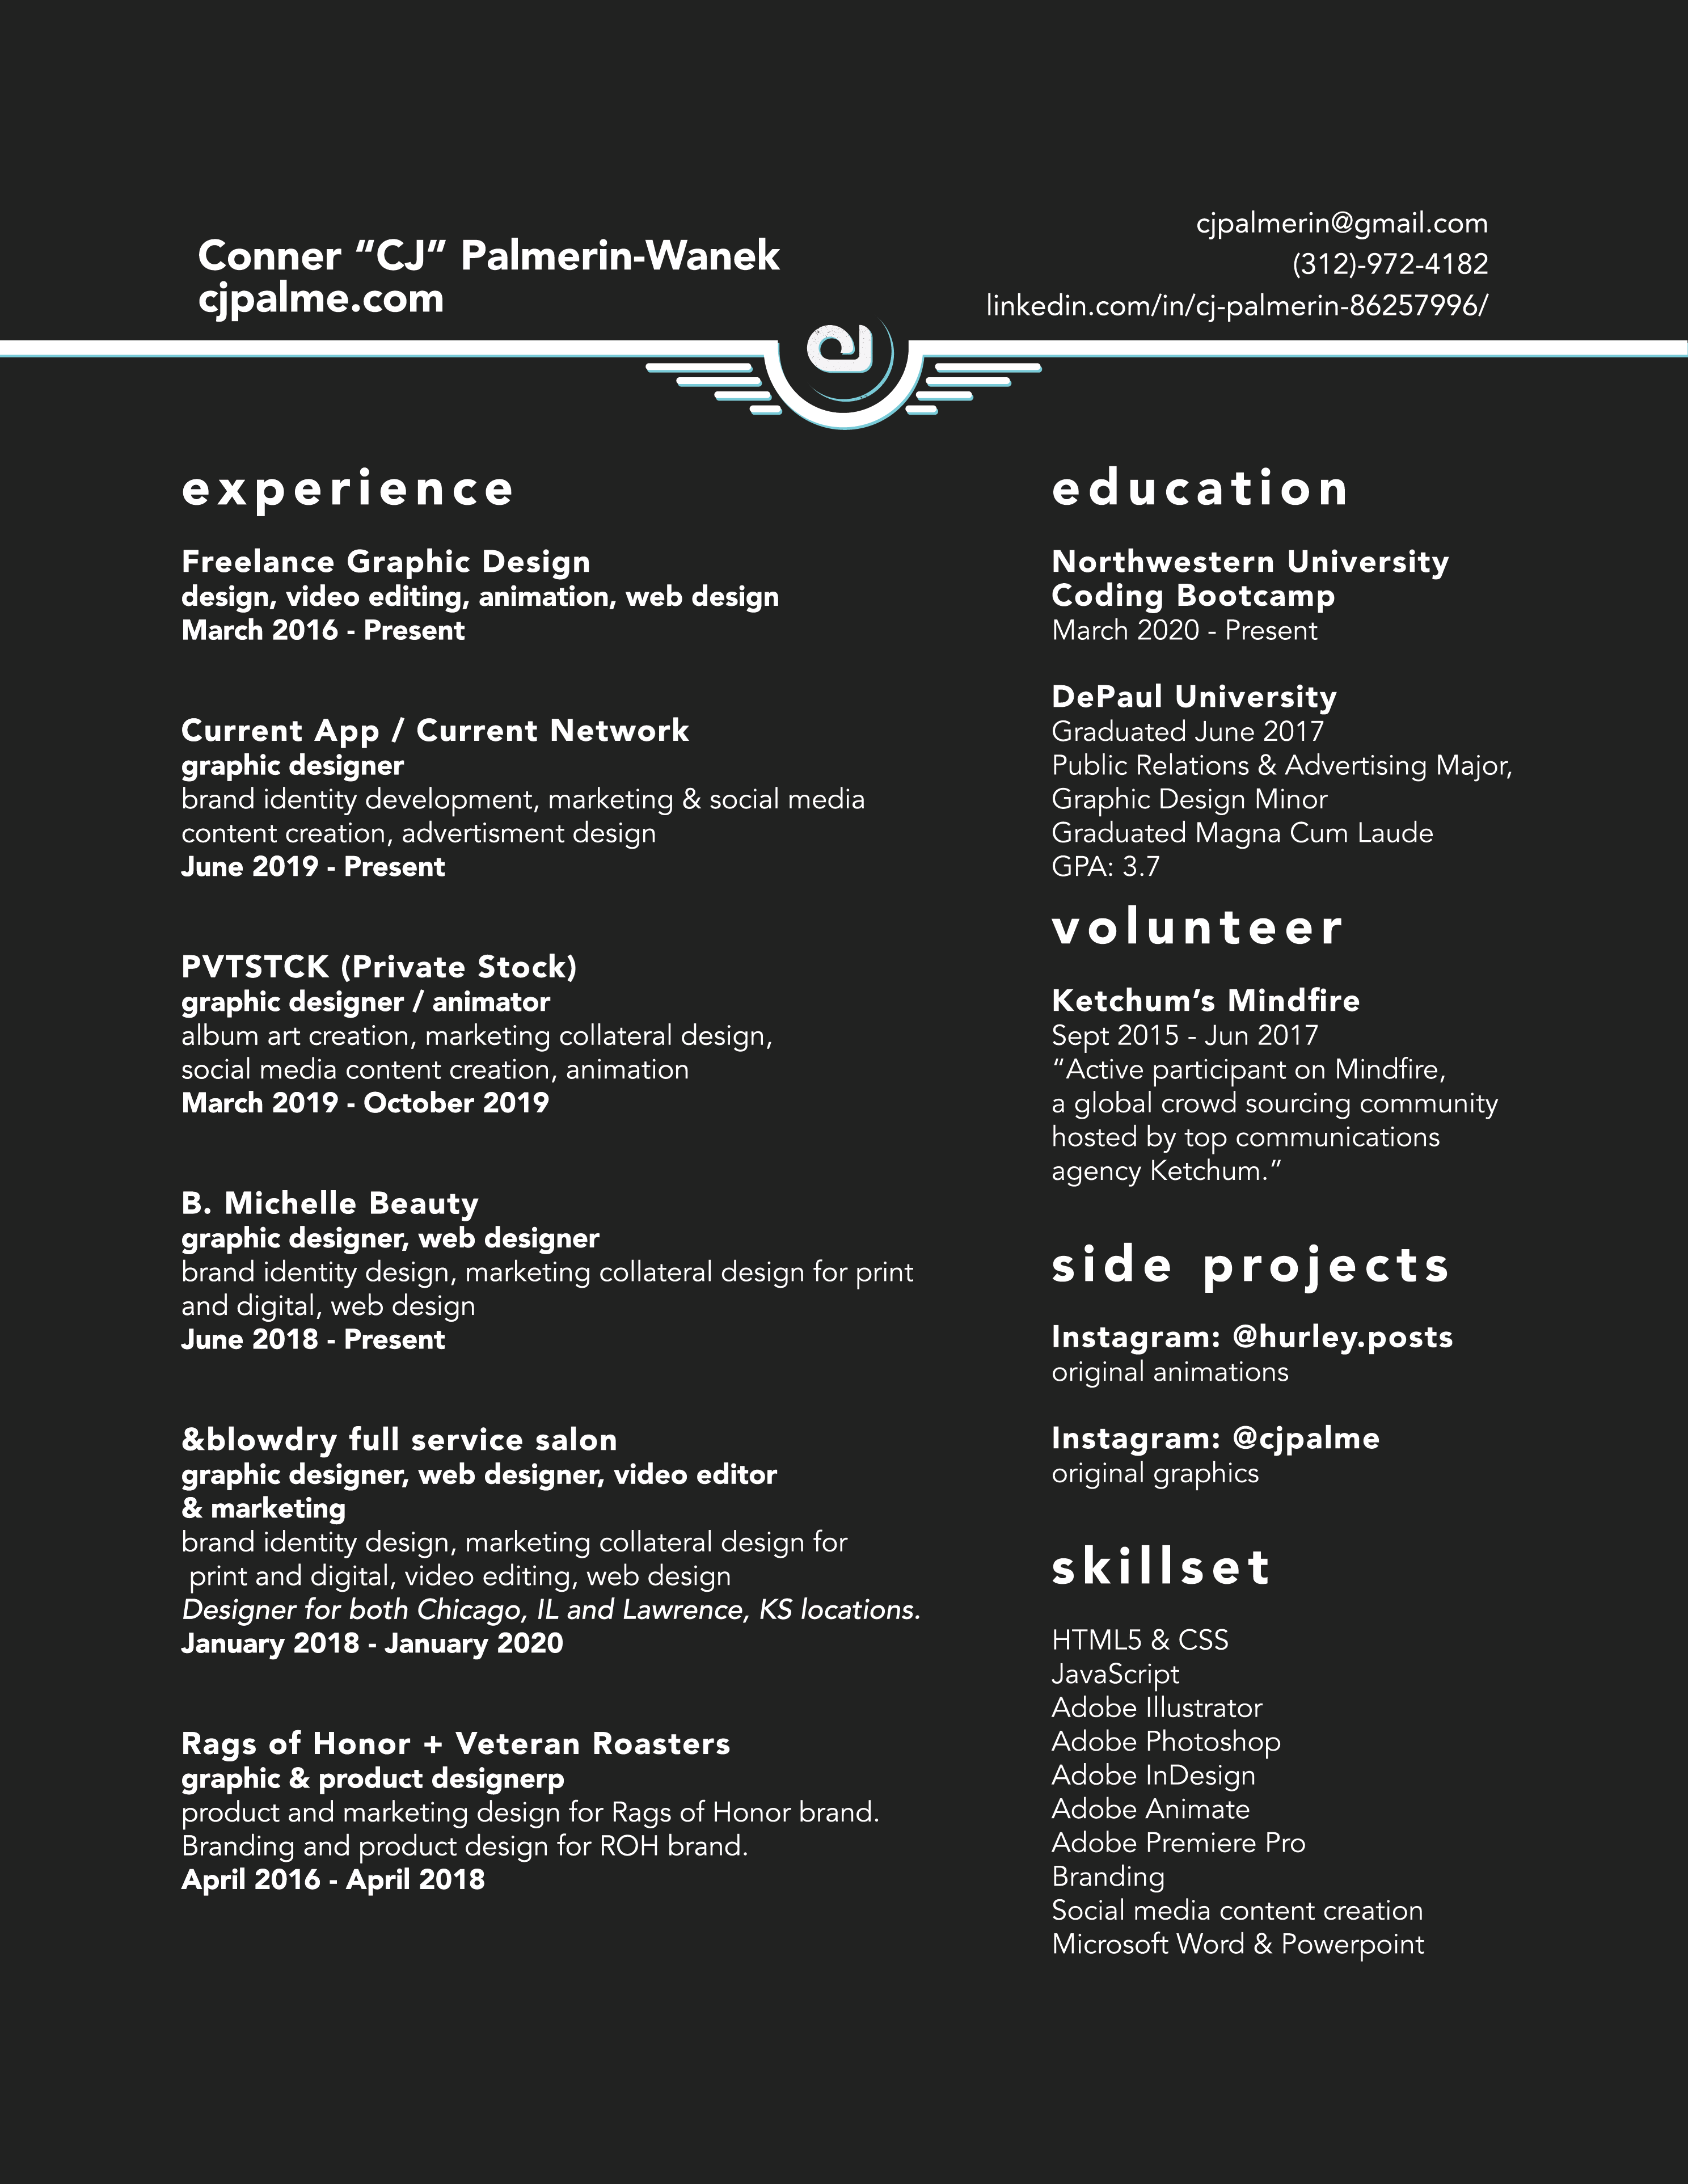 Conner “CJ” Palmerin-Wanek
cjpalme.com
cjpalmerin@gmail.com
(312)-972-4182
linkedin.com/in/cj-palmerin-86257996/
experience
Freelance Graphic Design
design, video editing, animation, web design
March 2016 - Present
Current App / Current Network
graphic designer
brand identity development, marketing & social media
content creation, advertisment design
June 2019 - Present
PVTSTCK (Private Stock)
graphic designer / animator
album art creation, marketing collateral design,
social media content creation, animation
March 2019 - October 2019
B. Michelle Beauty
graphic designer, web designer
brand identity design, marketing collateral design for print
and digital, web design
June 2018 - Present
&blowdry full service salon
graphic designer, web designer, video editor
& marketing
brand identity design, marketing collateral design for
print and digital, video editing, web design
Designer for both Chicago, IL and Lawrence, KS locations.
January 2018 - January 2020
Rags of Honor + Veteran Roasters
graphic & product designerp
product and marketing design for Rags of Honor brand.
Branding and product design for ROH brand.
April 2016 - April 2018
education
Northwestern University
Coding Bootcamp
March 2020 - Present
DePaul University
Graduated June 2017
Public Relations & Advertising Major,
Graphic Design Minor
Graduated Magna Cum Laude
GPA: 3.7
volunteer
Ketchum’s Mindfire
Sept 2015 - Jun 2017
“Active participant on Mindfire,
a global crowd sourcing community
hosted by top communications
agency Ketchum.”
side projects
Instagram: @hurley.posts
original animations
Instagram: @cjpalme
original graphics
skillset
HTML5 & CSS
JavaScript
Adobe Illustrator
Adobe Photoshop
Adobe InDesign
Adobe Animate
Adobe Premiere Pro
Branding
Social media content creation
Microsoft Word & Powerpoint